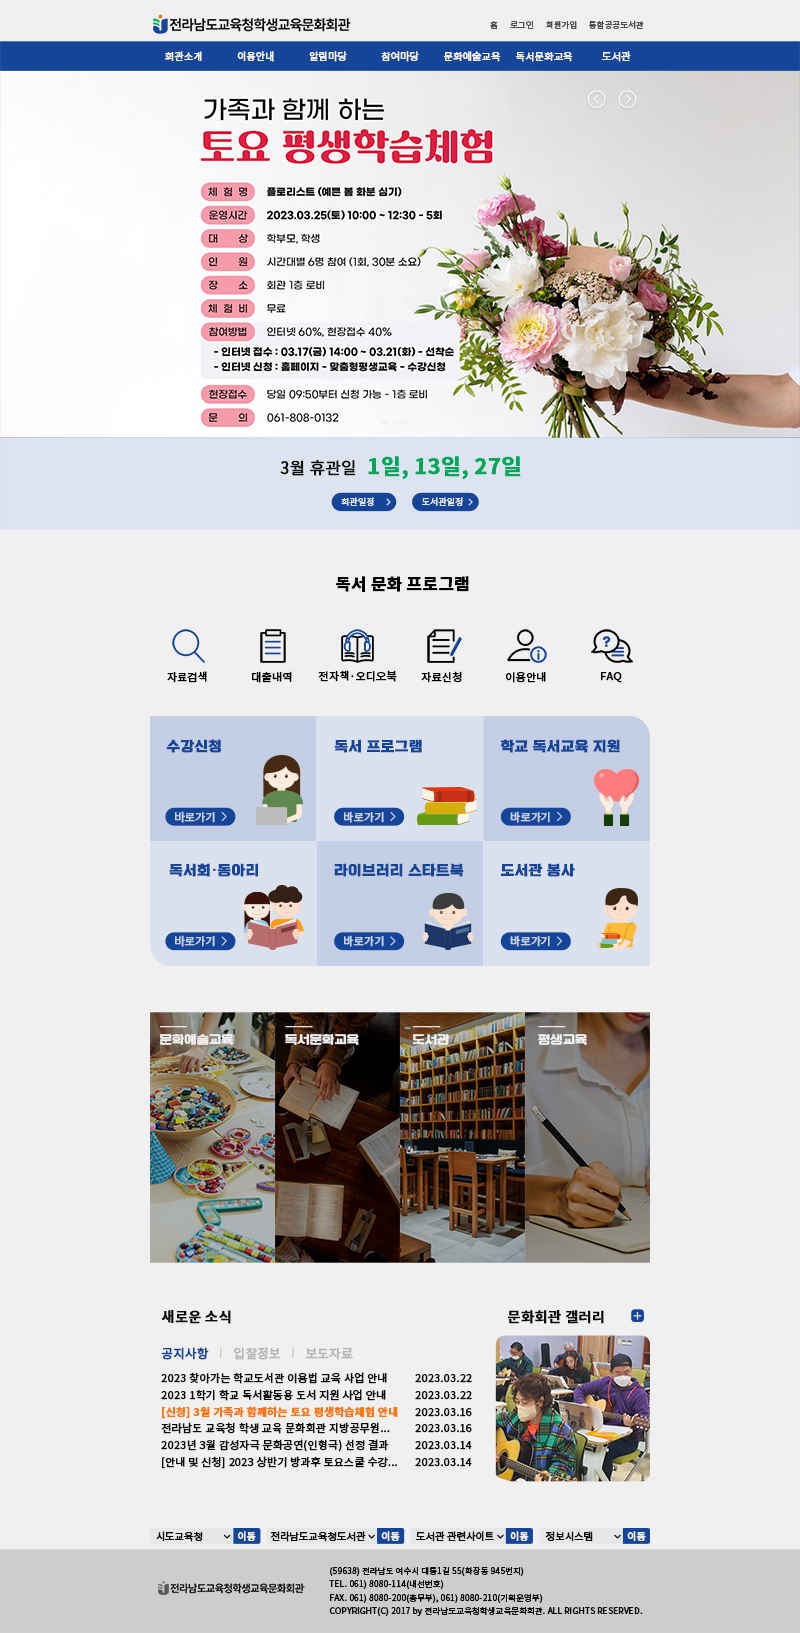 전라남도교육청학생교육문화회관
홈 로그인 회원가입 통합공공도서관
회관소개 이용안내 알림마당 참여마당 문화예술교육 독서문화교육 도서관
가족과 함께 하는
토요 평생학습체험
체 험 명 플로리스트 (예쁜 봄 화분 심기)
운영시간 2023.03.25(토) 10:00 ~ 12:30 - 5회
대 상 학부모, 학생
인 원 시간대별 6명 참여 (1회, 30분 소요)
장 소 회관 1층 로비
체 험 비 무료
참여방법 인터넷 60%, 현장접수 40%
- 인터넷 접수 : 03.17(금) 14:00 ~ 03.21(화) - 선착순
- 인터넷 신청 : 홈페이지 - 맞춤형평생교육 - 수강신청
현장접수 당일 09:50부터 신청 가능 - 1층 로비
문 의 061-808-0132
3월 휴관일 1일, 13일, 27일
회관일정 도서관일정
독서 문화 프로그램
자료검색 대출내역 전자책·오디오북 자료신청 이용안내 FAQ
수강신청 독서 프로그램 학교 독서교육 지원
바로가기 바로가기 바로가기
독서회·동아리 라이브러리 스타트북 도서관 봉사
바로가기 바로가기 바로가기
문화예술교육 독서문화교육 도서관 평생교육
새로운 소식
문화회관 갤러리
공지사항 | 입찰정보 | 보도자료
2023 찾아가는 학교도서관 이용법 교육 사업 안내 2023.03.22
2023 1학기 학교 독서활동용 도서 지원 사업 안내 2023.03.22
[신청] 3월 가족과 함께하는 토요 평생학습체험 안내 2023.03.16
전라남도 교육청 학생 교육 문화회관 지방공무원... 2023.03.16
2023년 3월 감성자극 문화공연(인형극) 선정 결과 2023.03.14
[안내 및 신청] 2023 상반기 방과후 토요스쿨 수강... 2023.03.14
시도교육청 이동 전라남도교육청도서관 이동 도서관 관련사이트 이동 정보시스템 이동
전라남도교육청학생교육문화회관
(59638) 전라남도 여수시 대통1길 55(화장동 945번지)
TEL. 061) 8080-114(내선번호)
FAX. 061) 8080-200(총무부), 061) 8080-210(기획운영부)
COPYRIGHT(C) 2017 by 전라남도교육청학생교육문화회관. ALL RIGHTS RESERVED.